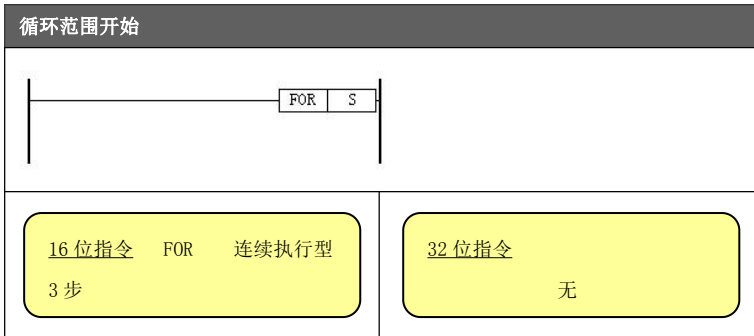 循环范围开始
FOR S
16 位指令 FOR 连续执行型
3 步
32 位指令
无